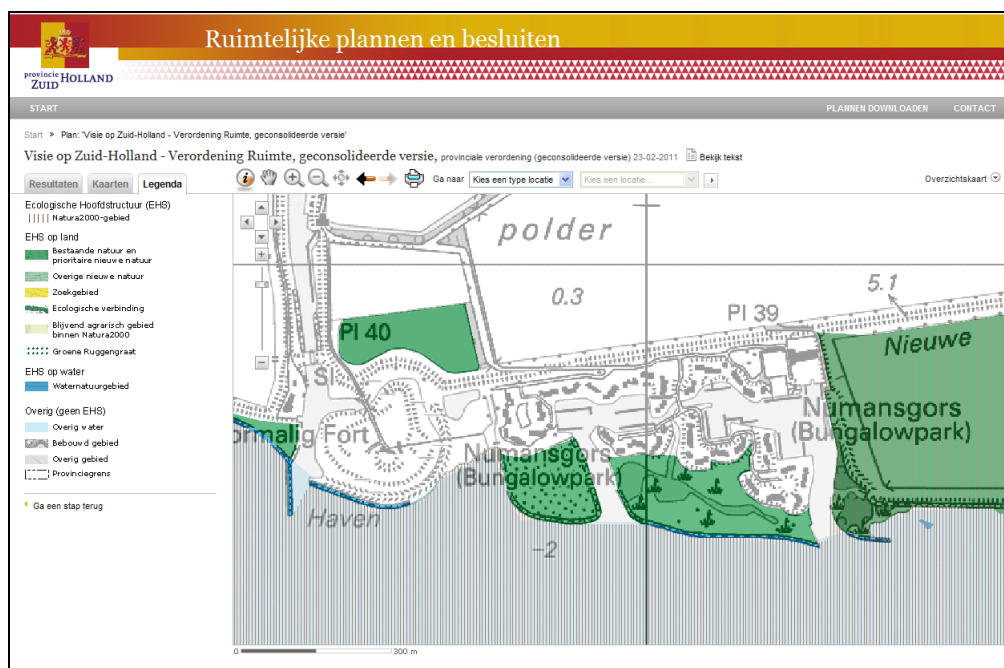 Ruimtelijke plannen en besluiten
provincie
ZUID HOLLAND
START
PLANNEN DOWNLOADEN CONTACT
Start » Plan: 'Visie op Zuid-Holland - Verordening Ruimte, geconsolideerde versie'
Visie op Zuid-Holland - Verordening Ruimte, geconsolideerde versie, provinciale verordening (geconsolideerde versie) 23-02-2011 Bekijk tekst
Resultaten Kaarten Legenda
Ga naar Kies een type locatie Kies een locatie... Overzichtskaart
Ecologische Hoofdstructuur (EHS)
Natura2000-gebied
EHS op land
Bestaande natuur en
prioritaire nieuwe natuur
Overige nieuwe natuur
Zoekgebied
Ecologische verbinding
Blijvend agrarisch gebied
binnen Natura2000
Groene Ruggengraat
EHS op water
Waternatuurgebied
Overig (geen EHS)
Overig water
Bebouwd gebied
Overig gebied
Provinciegrens
Ga een stap terug
polder
0.3
5.1
Pl 39
Pl 40
Nieuwe
Sl
Numansgors
(Bungalowpark)
ormalig Fort
Numansgors
(Bungalowpark)
Haven
-2
0 300 m